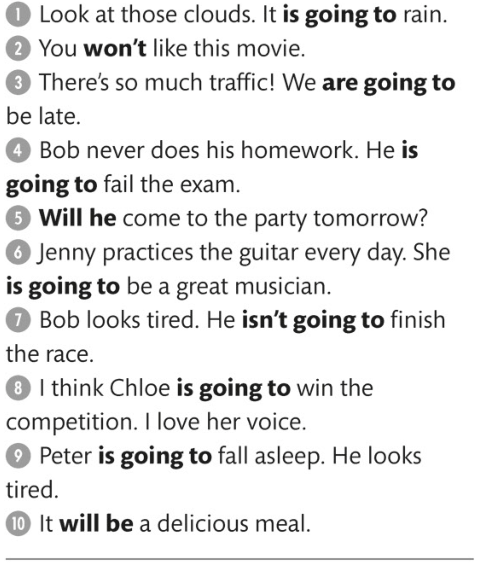 1 Look at those clouds. It is going to rain.
2 You won't like this movie.
3 There's so much traffic! We are going to
be late.
4 Bob never does his homework. He is
going to fail the exam.
5 Will he come to the party tomorrow?
6 Jenny practices the guitar every day. She
is going to be a great musician.
7 Bob looks tired. He isn't going to finish
the race.
8 I think Chloe is going to win the
competition. I love her voice.
9 Peter is going to fall asleep. He looks
tired.
10 It will be a delicious meal.